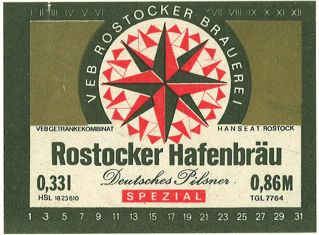 I II III IV V VI VII VIII IX X XI XII
VEB ROSTOCKER BRAUEREI
VEB GETRÄNKEKOMBINAT HANSEAT ROSTOCK
Rostocker Hafenbräu
0,33l Deutsches Pilsner 0,86M
HSL 1823610 SPEZIAL TGL 7764
1 3 5 7 9 11 13 15 17 19 21 23 25 27 29 31